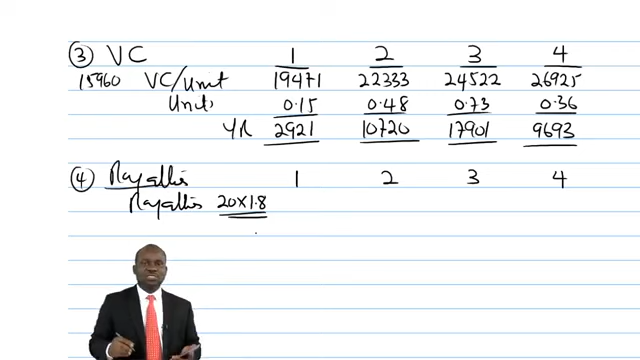 ③ VC 1 2 3 4
15960 VC/Unit 19471 22333 24522 26925
Units 0.15 0.48 0.73 0.36
YR 2921 10720 17901 9693
④ Royalties 1 2 3 4
Royalties 20×1.8